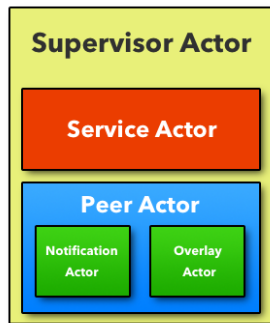 Supervisor Actor
Service Actor
Peer Actor
Notification
Actor
Overlay
Actor